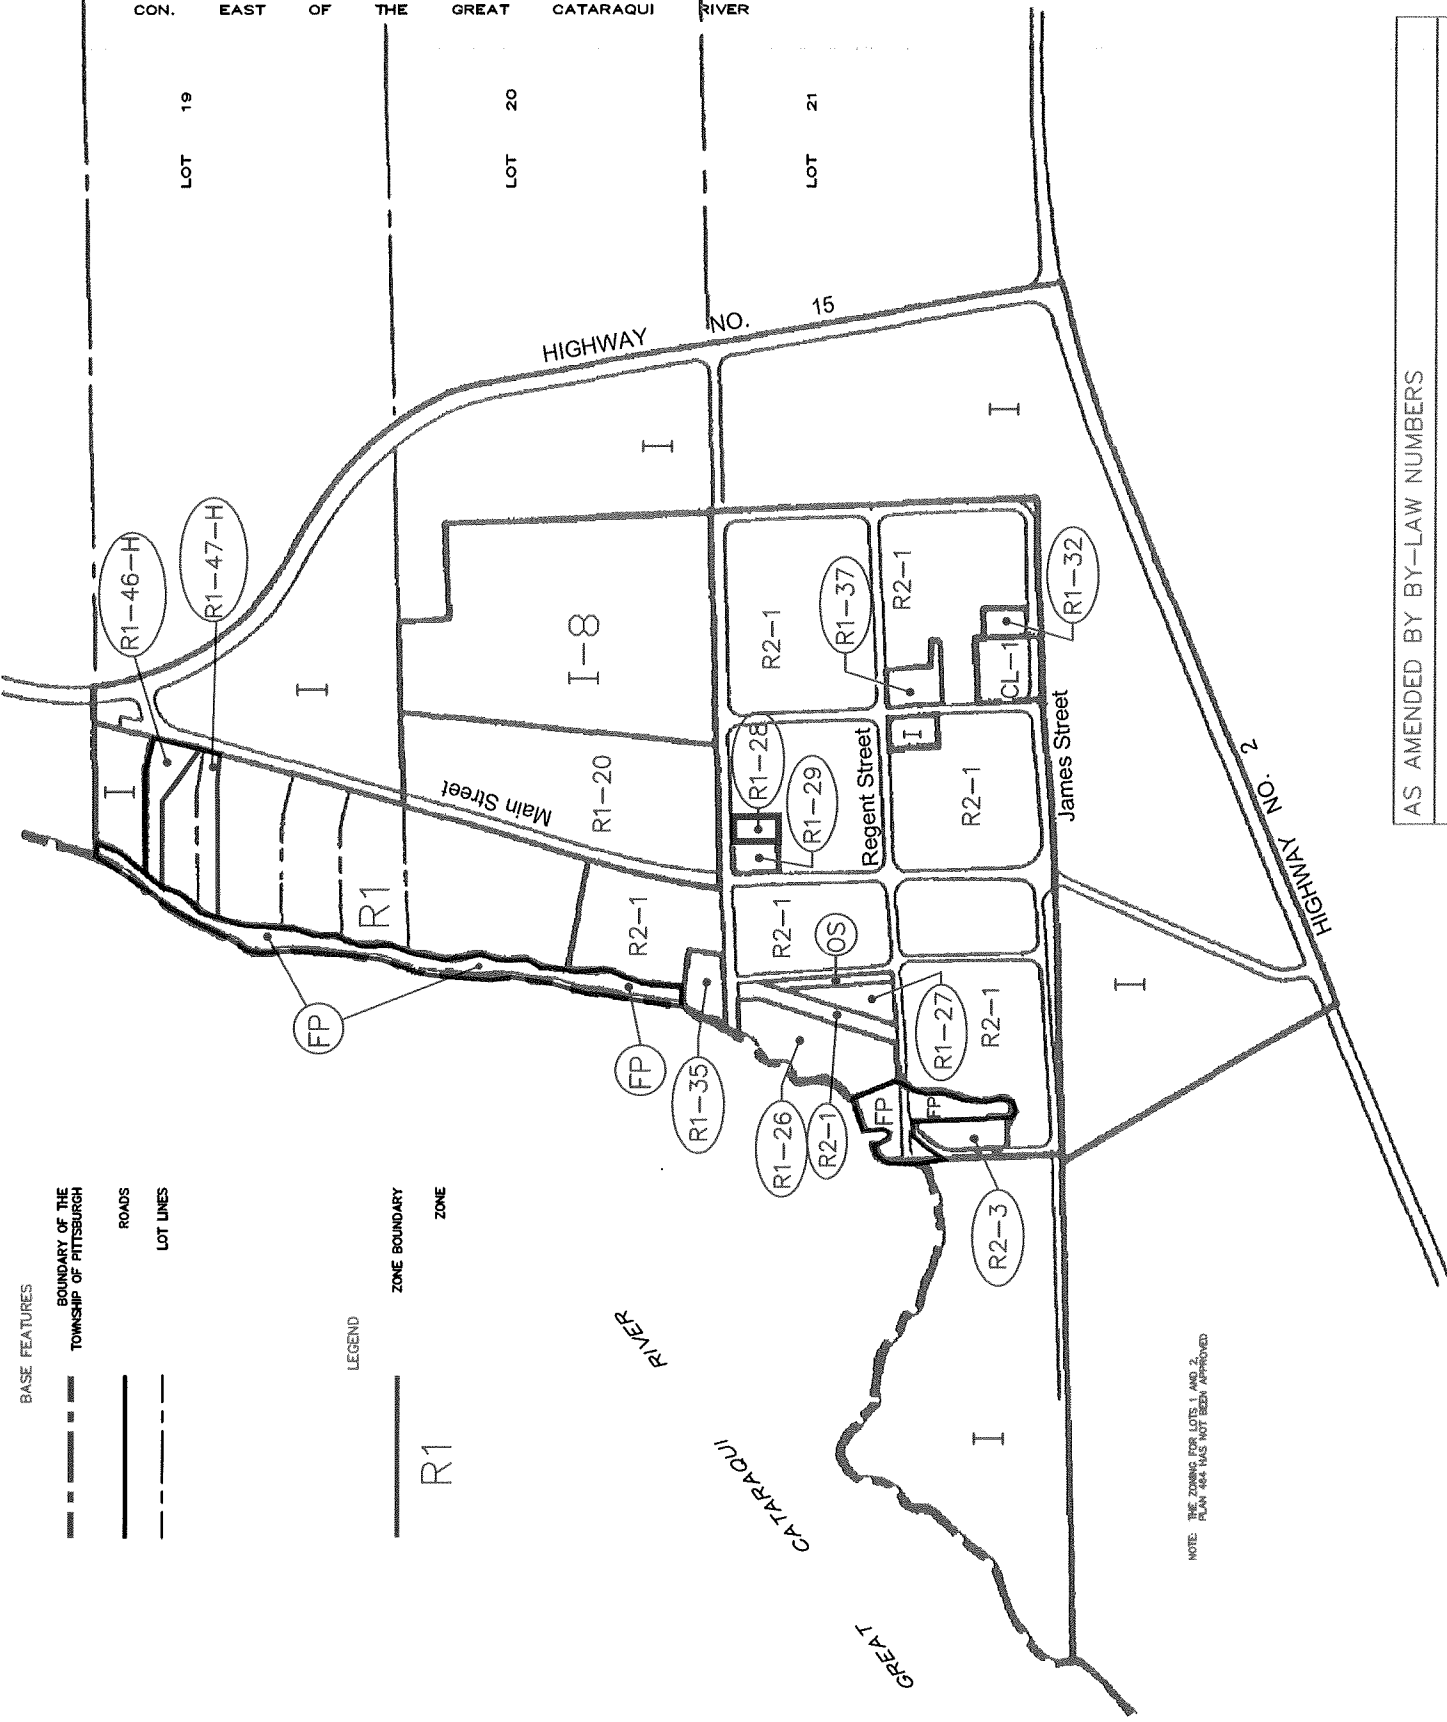 CON. EAST OF THE GREAT CATARAQUI RIVER
LOT 19
LOT 20
LOT 21
HIGHWAY NO. 15
R1-46-H
R1-47-H
I
I
I
I
I-8
R1-20
Main Street
R1
R2-1
FP
FP
R1-35
R1-26
R2-1
R2-1
OS
R1-27
R1-28
R1-29
Regent Street
R2-1
R1-37
R2-1
R1-32
CL-1
I
R2-1
James Street
R2-1
FP
FP
R2-3
I
I
HIGHWAY NO. 2
GREAT CATARAQUI RIVER
BASE FEATURES
BOUNDARY OF THE
TOWNSHIP OF PITTSBURGH
ROADS
LOT LINES
LEGEND
ZONE BOUNDARY
R1 ZONE
NOTE: THE ZONING FOR LOTS 1 AND 2,
PLAN 484 HAS NOT BEEN APPROVED
AS AMENDED BY BY-LAW NUMBERS